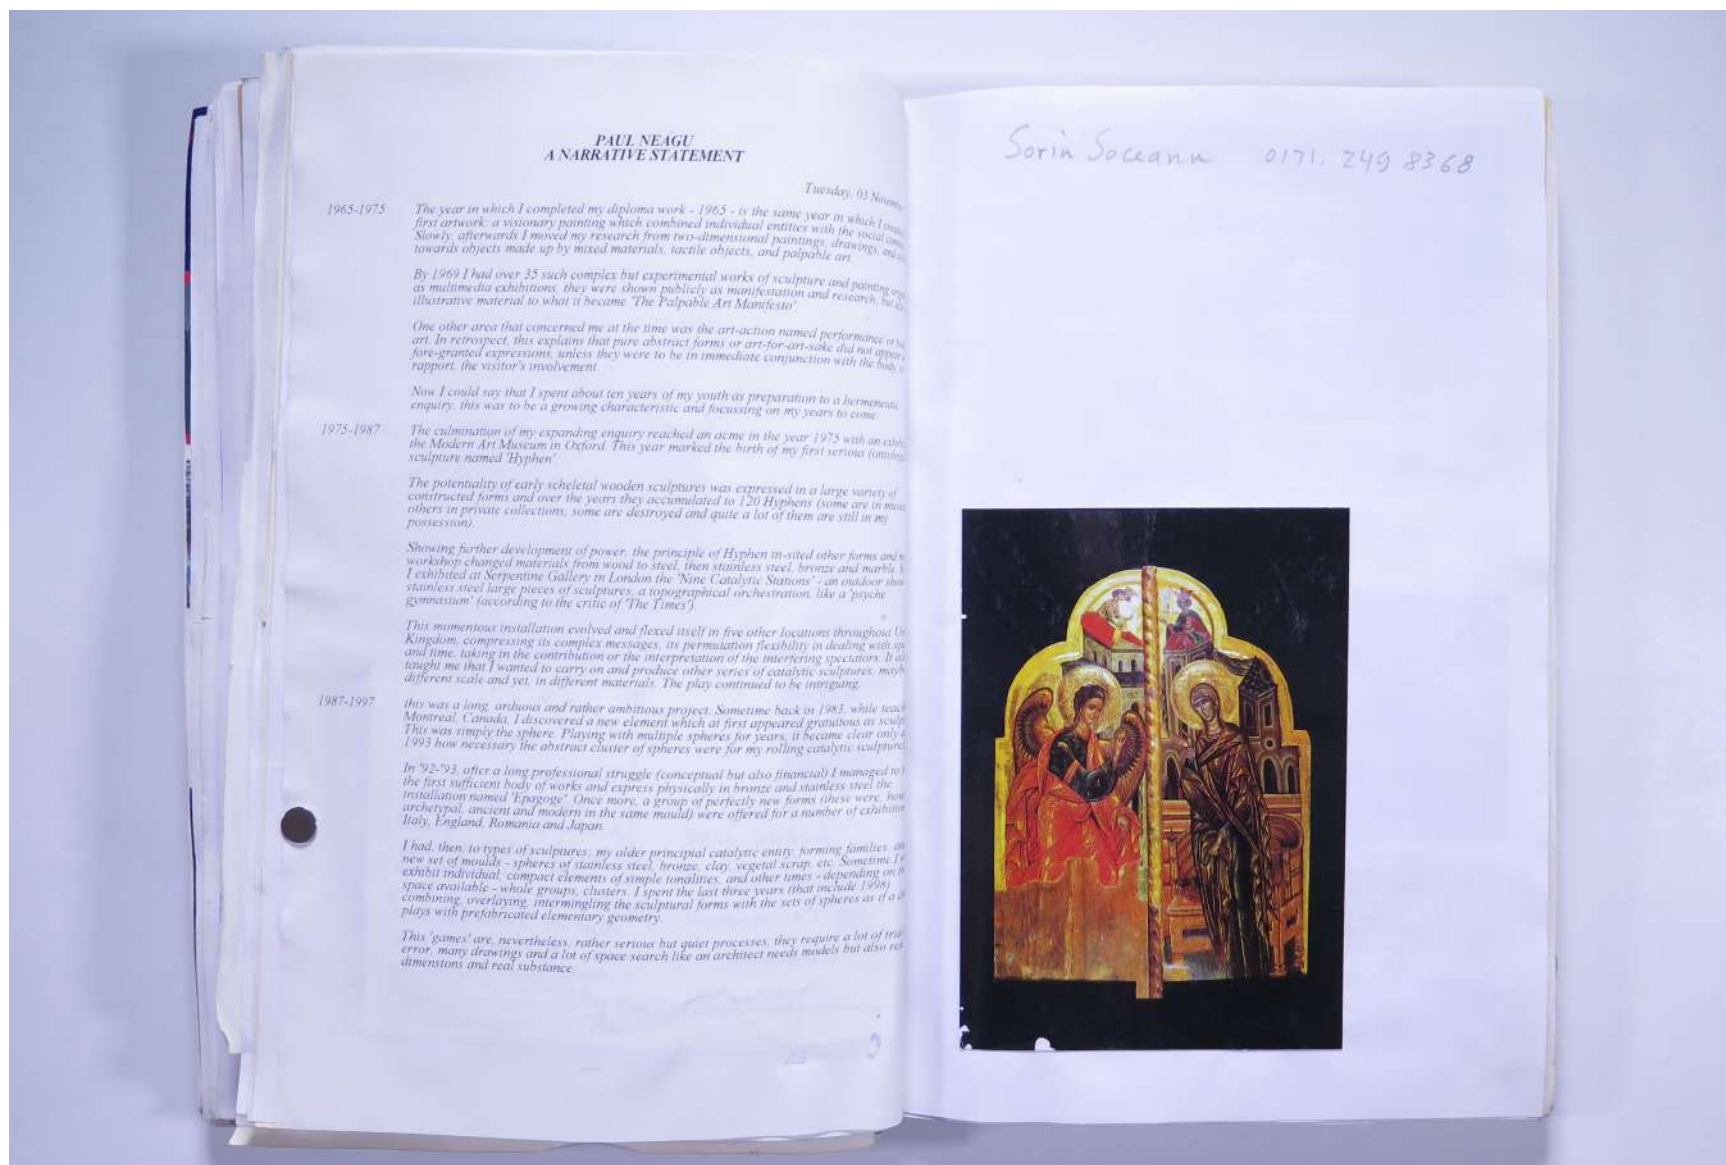 PAUL NEAGU
A NARRATIVE STATEMENT
Tuesday, 03
1965-1975
The year in which I completed my diploma work - 1965 - is the same year in which I
first artwork: a visionary painting which combined individual entities with the social
Slowly, afterwards I moved my research from two-dimensional paintings, drawings, and
towards objects made up by mixed materials, tactile objects, and palpable art.
By 1969 I had over 35 such complex but experimental works of sculpture and painting
as multimedia exhibitions, they were shown publicly as manifestation and research, but
illustrative material to what it became 'The Palpable Art Manifesto'
One other area that concerned me at the time was the art-action named performance or
art. In retrospect, this explains that pure abstract forms or art-for-art-sake did not appear
fore-granted expressions, unless they were to be in immediate conjunction with the body,
rapport, the visitor's involvement.
Now I could say that I spent about ten years of my youth as preparation to a hermeneutic
enquiry, this was to be a growing characteristic and focussing on my years to come.
1975-1987
The culmination of my expanding enquiry reached an acme in the year 1975 with an
the Modern Art Museum in Oxford. This year marked the birth of my first serious
sculpture named 'Hyphen'
The potentiality of early scheletal wooden sculptures was expressed in a large variety of
constructed forms and over the years they accumulated to 120 Hyphens (some are in
others in private collections, some are destroyed and quite a lot of them are still in my
possession).
Showing further development of power, the principle of Hyphen in-sited other forms and
workshop changed materials from wood to steel, then stainless steel, bronze and marble.
I exhibited at Serpentine Gallery in London the 'Nine Catalytic Stations' - an outdoor
stainless steel large pieces of sculptures, a topographical orchestration, like a 'psyche
gymnasium' (according to the critic of 'The Times').
This momentous installation evolved and flexed itself in five other locations throughout
Kingdom, compressing its complex messages, its permutation flexibility in dealing with
and time, taking in the contribution or the interpretation of the interfering spectators. It
taught me that I wanted to carry on and produce other series of catalytic sculptures,
different scale and yet, in different materials. The play continued to be intriguing.
1987-1997
this was a long, arduous and rather ambitious project. Sometime back in 1983, while
Montreal, Canada, I discovered a new element which at first appeared gratuitous as
This was simply the sphere. Playing with multiple spheres for years, it became clear only
1993 how necessary the abstract cluster of spheres were for my rolling catalytic
In '92-'93, after a long professional struggle (conceptual but also financial) I managed to
the first sufficient body of works and express physically in bronze and stainless steel the
installation named 'Epagoge'. Once more, a group of perfectly new forms (these were,
archetypal, ancient and modern in the same mould) were offered for a number of
Italy, England, Romania and Japan.
I had, then, to types of sculptures: my older principial catalytic entity, forming families,
new set of moulds - spheres of stainless steel, bronze, clay, vegetal scrap, etc. Sometime I
exhibit individual, compact elements of simple tonalities, and other times - depending on
space available - whole groups, clusters. I spent the last three years (that include 1998)
combining, overlaying, intermingling the sculptural forms with the sets of spheres as if a
plays with prefabricated elementary geometry.
This 'games' are, nevertheless, rather serious but quiet processes, they require a lot of
error, many drawings and a lot of space search like an architect needs models but also
dimensions and real substance.
Sorin Soceanu 0171. 249 8368